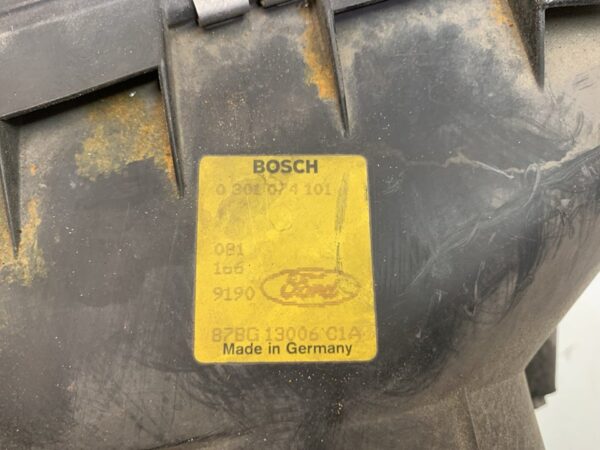 BOSCH
0 301 074 101
081
166
9190 Ford
87BG 13006 C1A
Made in Germany